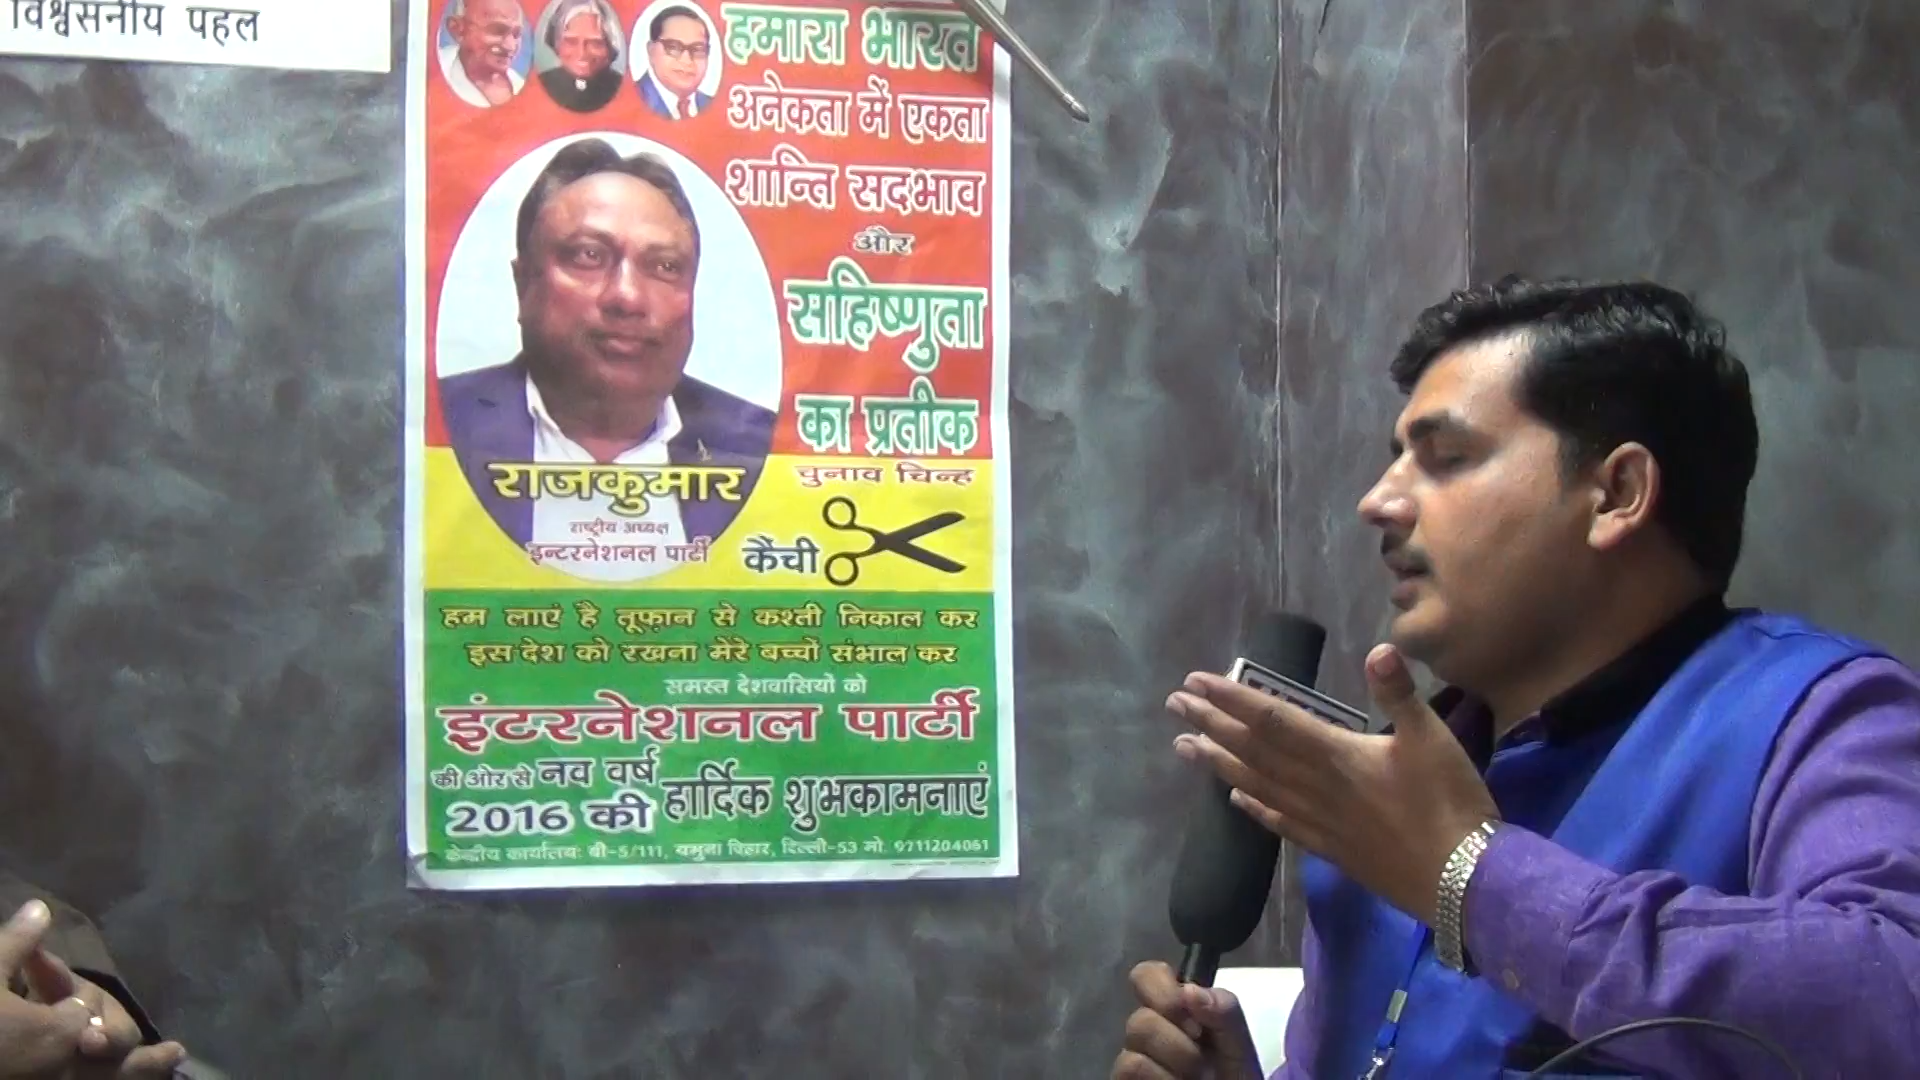 विश्वसनीय पहल
हमारा भारत
अनेकता में एकता
शान्ति सदभाव
और
सहिष्णुता
का प्रतीक
चुनाव चिन्ह
राजकुमार
राष्ट्रीय अध्यक्ष
इन्टरनेशनल पार्टी
कैंची
हम लाएं है तूफ़ान से कश्ती निकाल कर
इस देश को रखना मेरे बच्चों संभाल कर
समस्त देशवासियों को
इंटरनेशनल पार्टी
की ओर से नव वर्ष
2016 की हार्दिक शुभकामनाएं
केन्द्रीय कार्यालय: बी-5/111, यमुना विहार, दिल्ली-53 मो. 9711204061